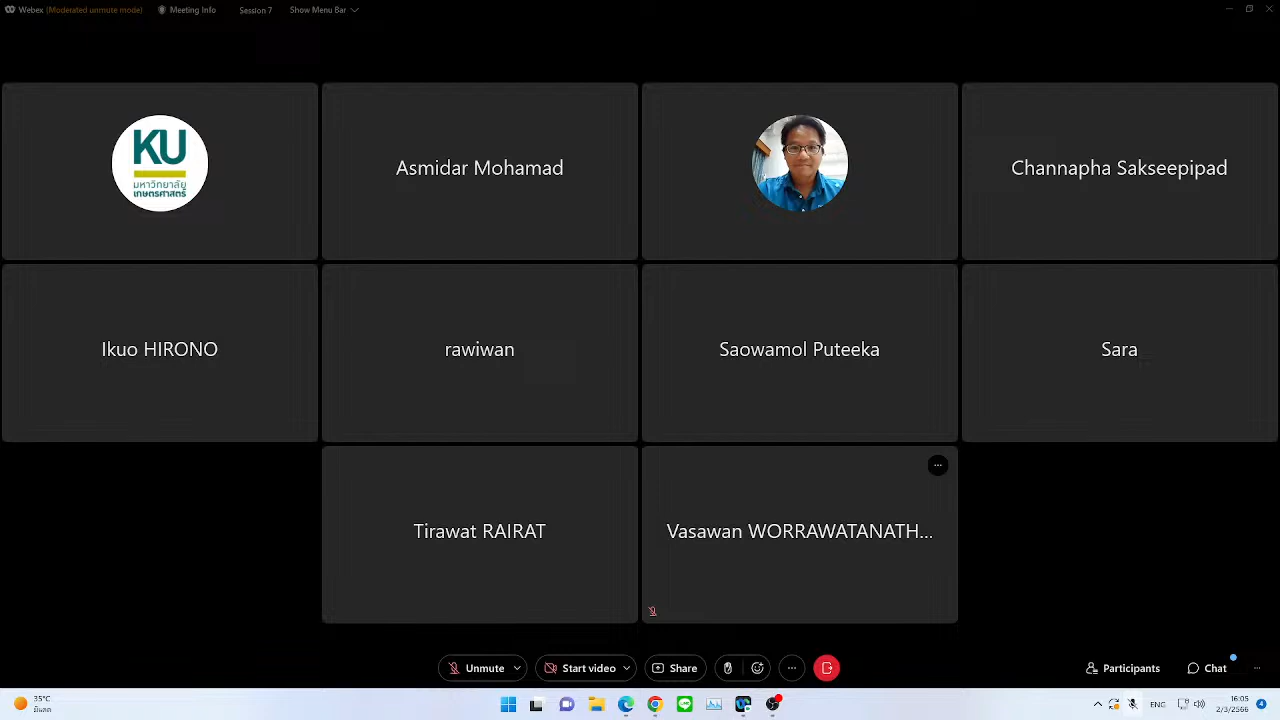 Webex (Moderated unmute mode) Meeting Info Session 7 Show Menu Bar
KU
มหาวิทยาลัย
เกษตรศาสตร์
Asmidar Mohamad
Channapha Sakseepipad
Ikuo HIRONO
rawiwan
Saowamol Puteeka
Sara
Tirawat RAIRAT
Vasawan WORRAWATANATH...
Unmute
Start video
Share
Participants
Chat
35°C
ENG
16:05
2/3/2566
4